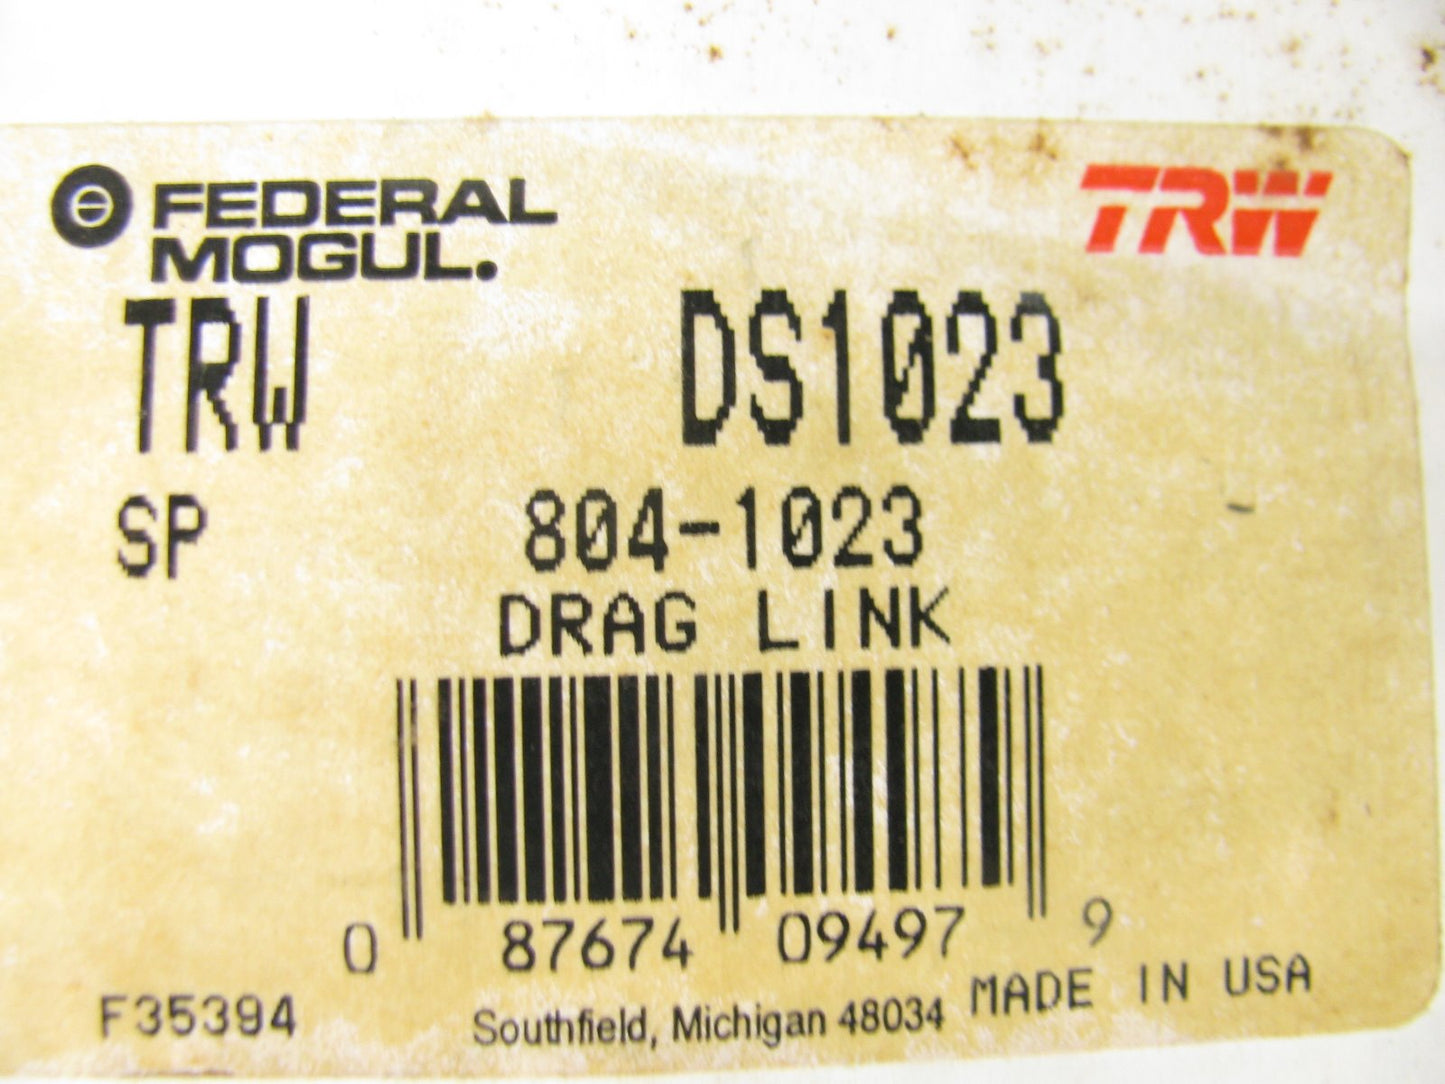 FEDERAL
MOGUL.
TRW
TRW DS1023
SP 804-1023
DRAG LINK
0 87674 09497 9
F35394 Southfield, Michigan 48034 MADE IN USA